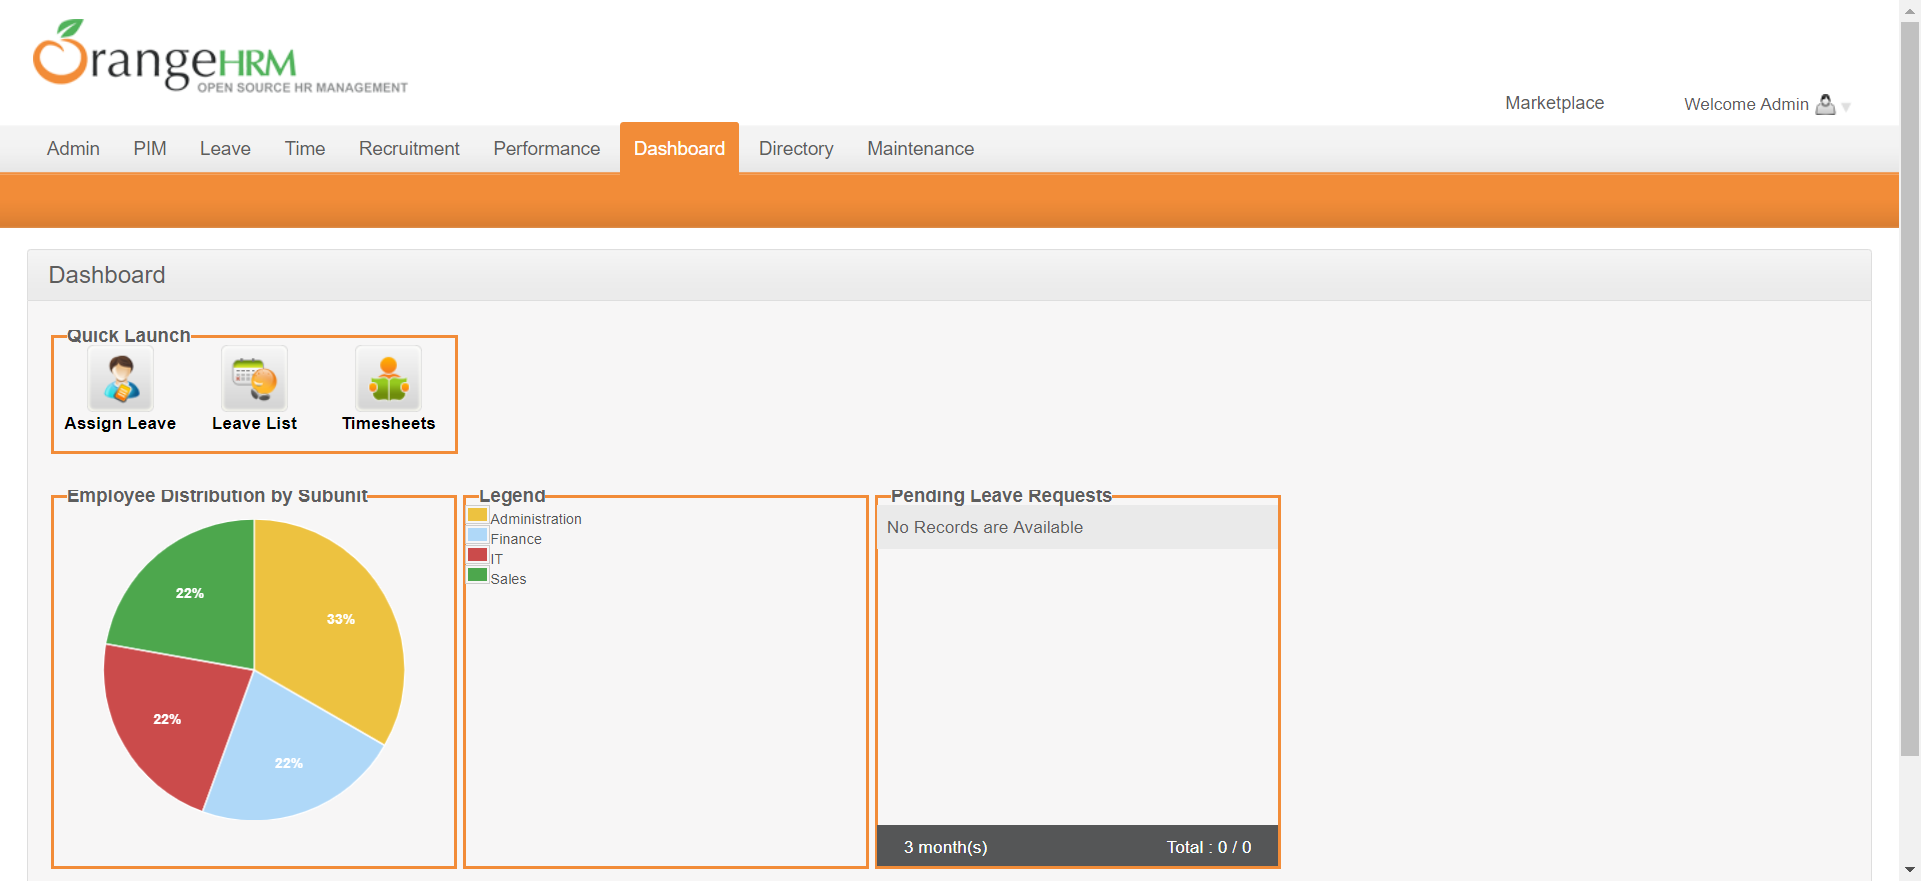 OrangeHRM
OPEN SOURCE HR MANAGEMENT
Marketplace
Welcome Admin
Admin PIM Leave Time Recruitment Performance Dashboard Directory Maintenance
Dashboard
Quick Launch
Assign Leave Leave List Timesheets
Employee Distribution by Subunit
22%
33%
22%
22%
Legend
Administration
Finance
IT
Sales
Pending Leave Requests
No Records are Available
3 month(s) Total : 0 / 0